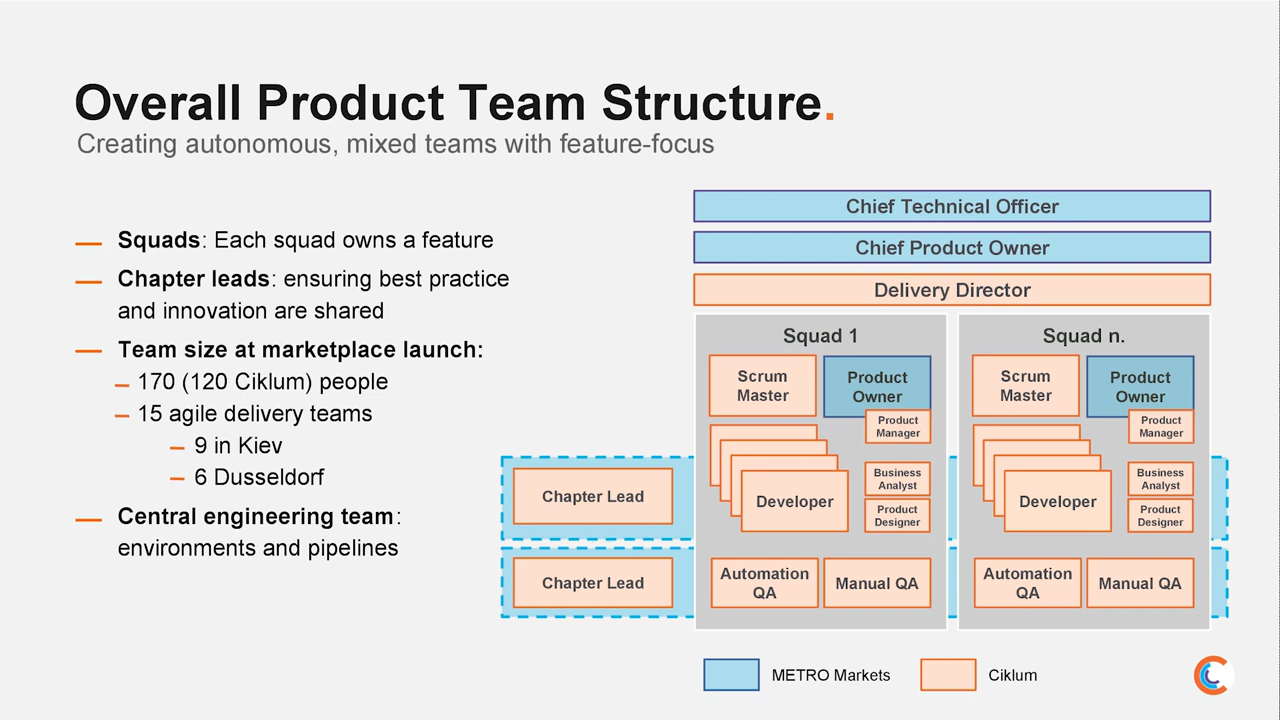 Overall Product Team Structure.
Creating autonomous, mixed teams with feature-focus
— Squads: Each squad owns a feature
— Chapter leads: ensuring best practice
and innovation are shared
— Team size at marketplace launch:
– 170 (120 Ciklum) people
– 15 agile delivery teams
– 9 in Kiev
– 6 Dusseldorf
— Central engineering team:
environments and pipelines
Chief Technical Officer
Chief Product Owner
Delivery Director
Squad 1
Scrum
Master
Product
Owner
Product
Manager
Developer
Business
Analyst
Product
Designer
Automation
QA
Manual QA
Squad n.
Scrum
Master
Product
Owner
Product
Manager
Developer
Business
Analyst
Product
Designer
Automation
QA
Manual QA
Chapter Lead
Chapter Lead
METRO Markets
Ciklum